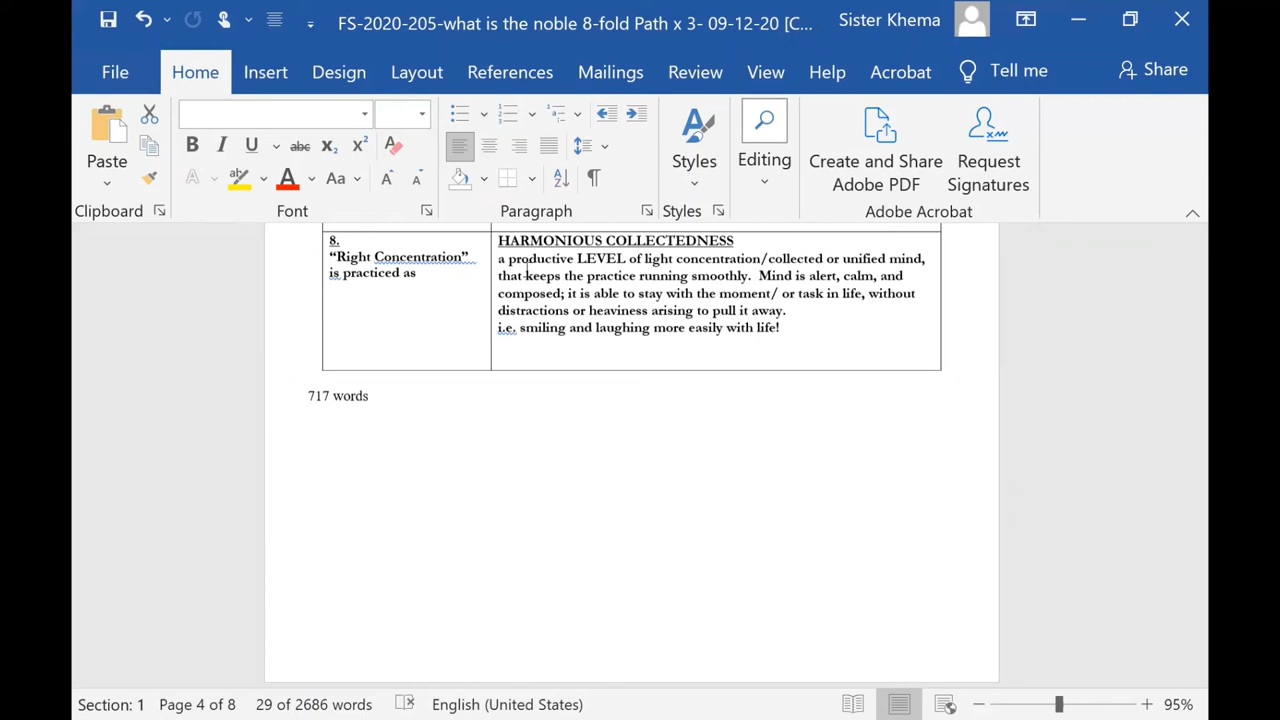 FS-2020-205-what is the noble 8-fold Path x 3- 09-12-20 [C...
Sister Khema
File
Home
Insert
Design
Layout
References
Mailings
Review
View
Help
Acrobat
Tell me
Share
Paste
B I U abc X₂ X² A
A ab A Aa A A
Styles
Editing
Create and Share
Adobe PDF
Request
Signatures
Clipboard
Font
Paragraph
Styles
Adobe Acrobat
8.
“Right Concentration”
is practiced as
HARMONIOUS COLLECTEDNESS
a productive LEVEL of light concentration/collected or unified mind,
that keeps the practice running smoothly. Mind is alert, calm, and
composed; it is able to stay with the moment/ or task in life, without
distractions or heaviness arising to pull it away.
i.e. smiling and laughing more easily with life!
717 words
Section: 1
Page 4 of 8
29 of 2686 words
English (United States)
95%